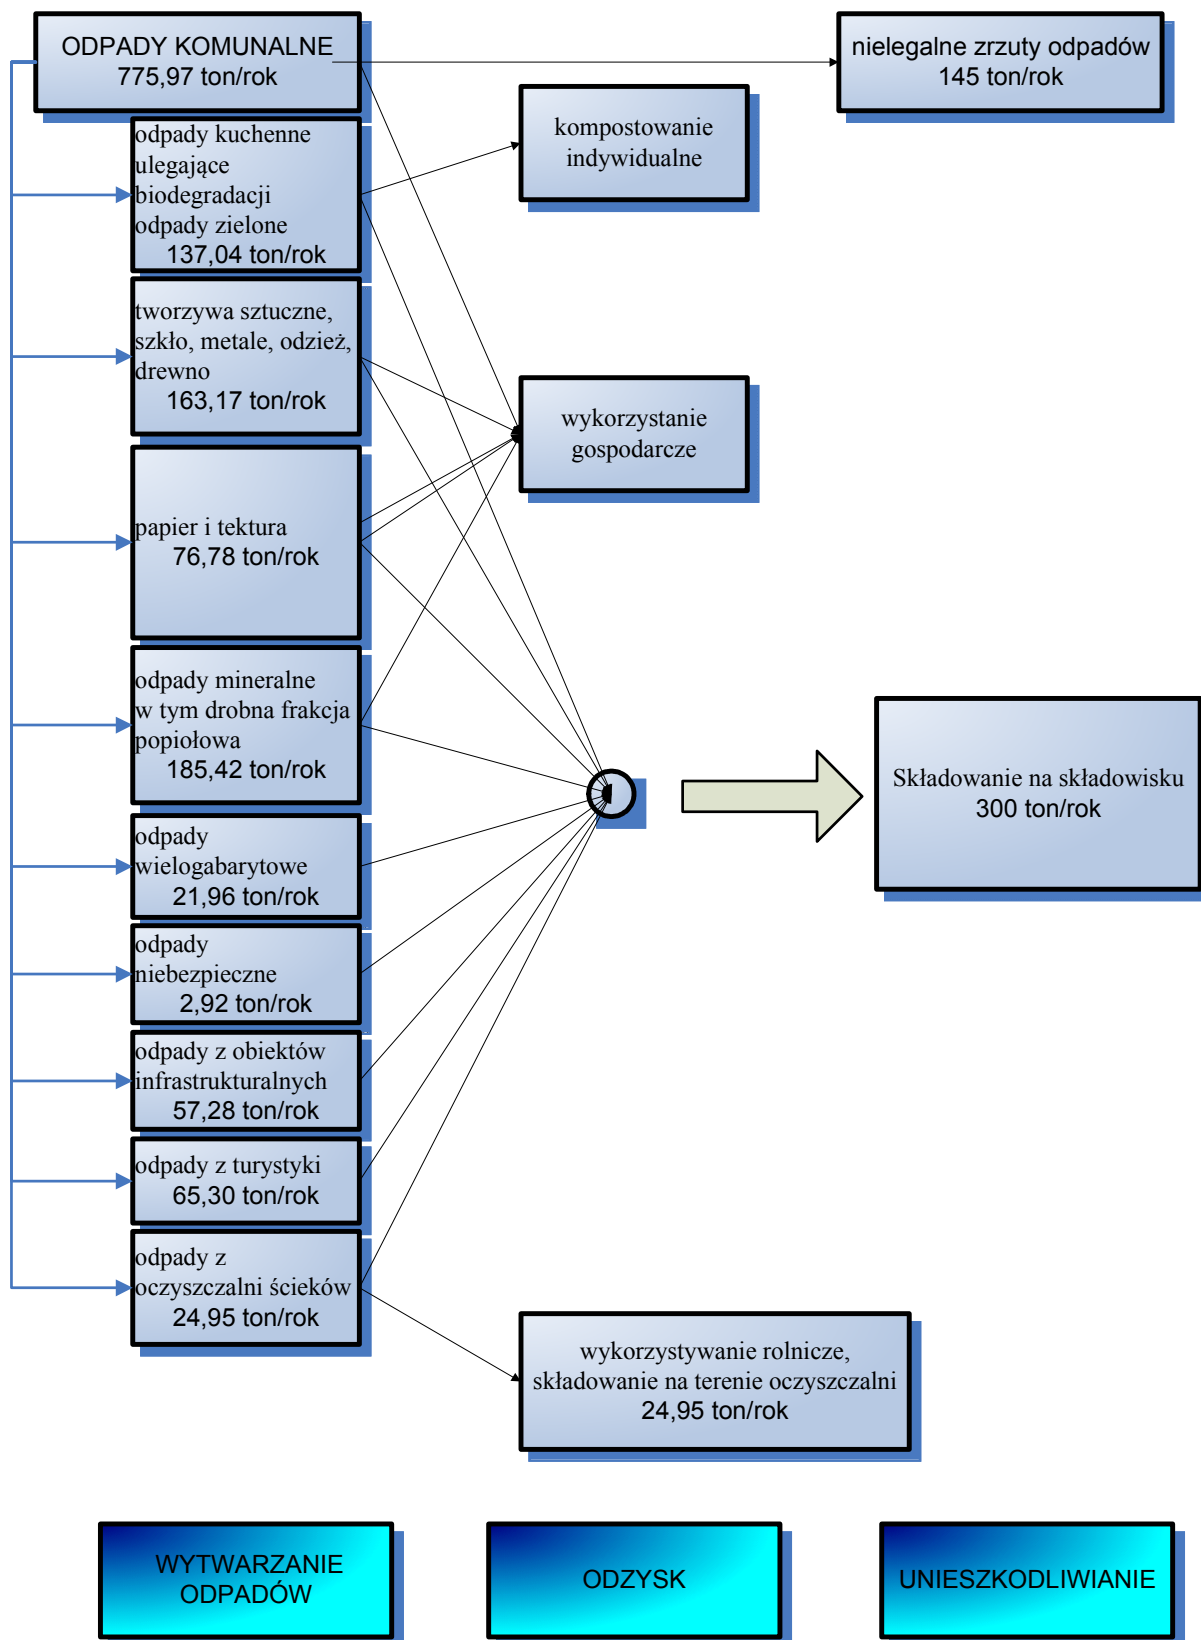 ODPADY KOMUNALNE
775,97 ton/rok
nielegalne zrzuty odpadów
145 ton/rok
odpady kuchenne
ulegające
biodegradacji
odpady zielone
137,04 ton/rok
kompostowanie
indywidualne
tworzywa sztuczne,
szkło, metale, odzież,
drewno
163,17 ton/rok
wykorzystanie
gospodarcze
papier i tektura
76,78 ton/rok
odpady mineralne
w tym drobna frakcja
popiołowa
185,42 ton/rok
Składowanie na składowisku
300 ton/rok
odpady
wielogabarytowe
21,96 ton/rok
odpady
niebezpieczne
2,92 ton/rok
odpady z obiektów
infrastrukturalnych
57,28 ton/rok
odpady z turystyki
65,30 ton/rok
odpady z
oczyszczalni ścieków
24,95 ton/rok
wykorzystywanie rolnicze,
składowanie na terenie oczyszczalni
24,95 ton/rok
WYTWARZANIE
ODPADÓW
ODZYSK
UNIESZKODLIWIANIE